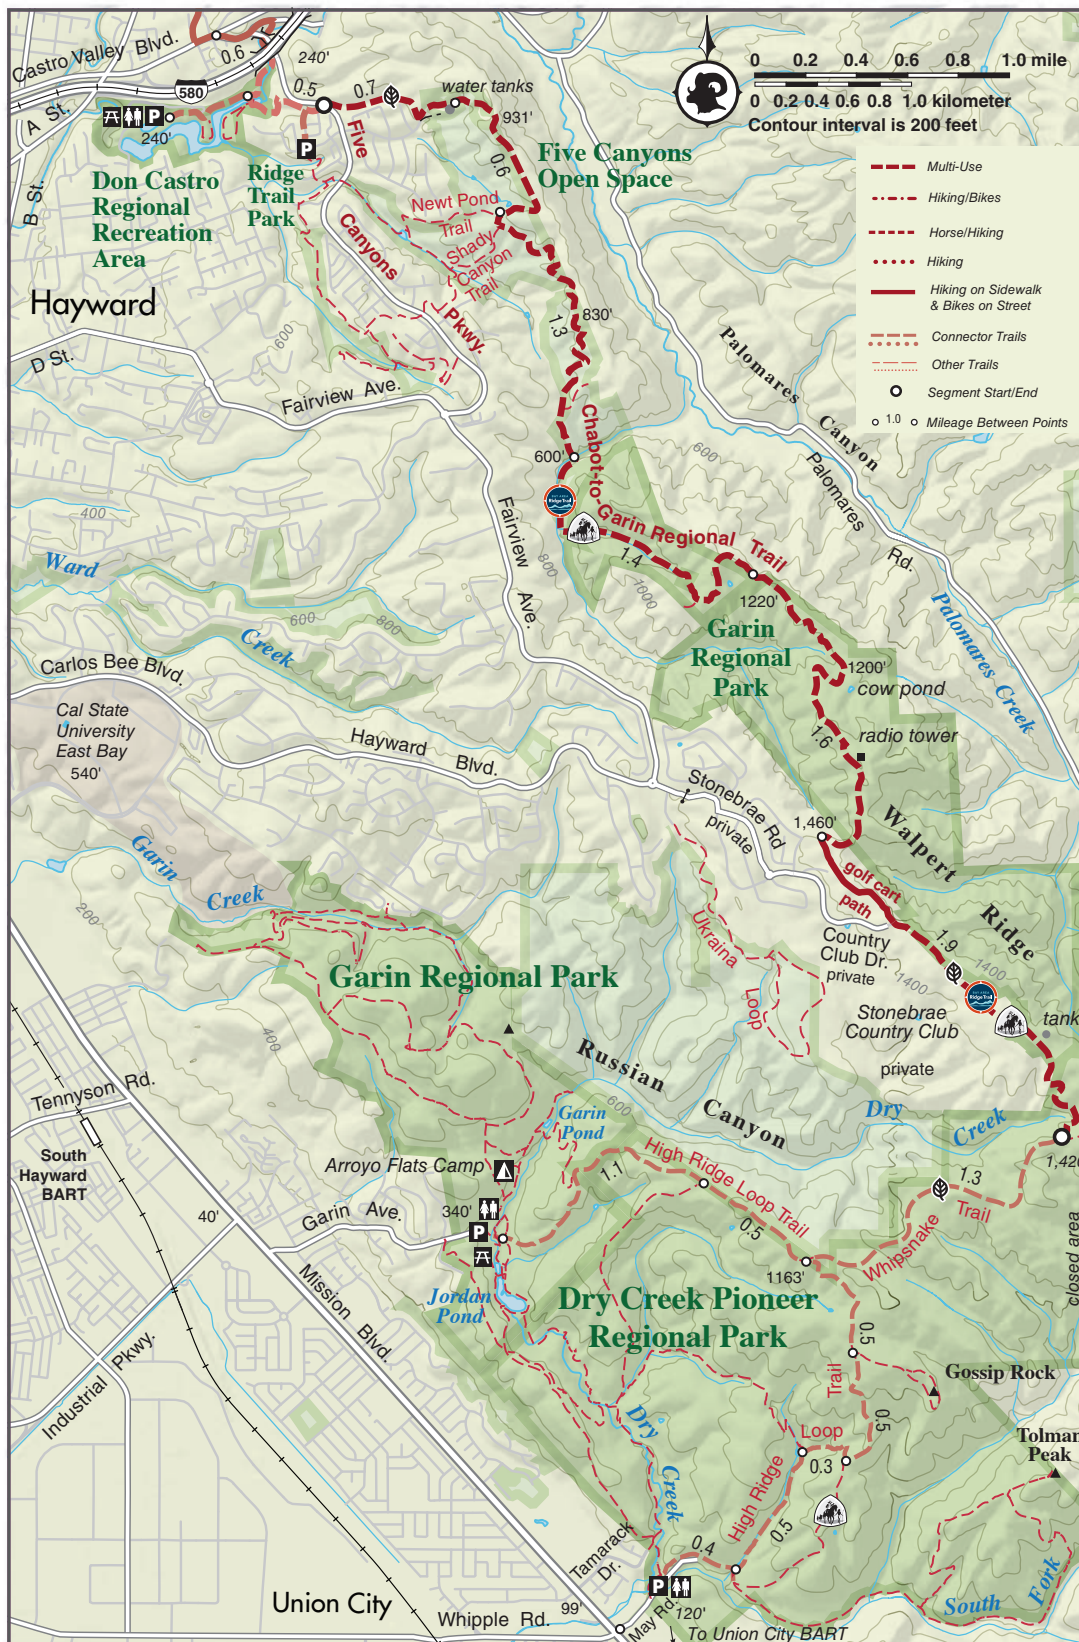 Castro Valley Blvd.
0.6
240'
580
0.5
0.7
water tanks
A St.
240'
931'
P
P
B St.
Five
Canyons
Pkwy.
0.6
Five Canyons
Open Space
Don Castro
Regional
Recreation
Area
Ridge
Trail
Park
Newt Pond
Trail
Shady
Canyon
Trail
Hayward
0 0.2 0.4 0.6 1.0 mile
0 0.2 0.4 0.6 0.8 1.0 kilometer
Contour interval is 200 feet
Multi-Use
Hiking/Bikes
Horse/Hiking
Hiking
Hiking on Sidewalk
& Bikes on Street
Connector Trails
Other Trails
Segment Start/End
1.0 Mileage Between Points
600
1.3
830'
D St.
Fairview Ave.
Palomares
Canyon
Palomares
Rd.
600'
Ridge Trail
Chabot-to-
Garin Regional
Trail
600
400
Fairview
Ave.
800
1000
1.4
1220'
Ward
Creek
600
800
Garin
Regional
Park
1200'
cow pond
Palomares Creek
Carlos Bee Blvd.
Cal State
University
East Bay
540'
Hayward
Blvd.
1.6
radio tower
Stonebrae Rd
private
1,460'
Walpert
Ridge
golf cart
path
Garin
Creek
200
Ukraina
Loop
Country
Club Dr.
private
1.9
1400
1400
Ridge Trail
Garin Regional Park
Stonebrae
Country Club
tank
private
400
Russian
Canyon
Tennyson Rd.
Garin
Pond
600
Dry
Creek
South
Hayward
BART
Arroyo Flats Camp
1.1
High Ridge Loop Trail
1.3
Whipsnake
Trail
closed area
Garin Ave.
340'
P
40'
0.5
1163'
Mission Blvd.
Jordan
Pond
Dry Creek Pioneer
Regional Park
Industrial Pkwy.
0.5
Trail
Gossip Rock
0.5
Loop
0.3
Tolman
Peak
Dry
Creek
High Ridge
0.5
0.4
Tamarack
Dr.
P
Union City
Whipple Rd.
99'
May Rd.
120'
To Union City BART
South
Fork